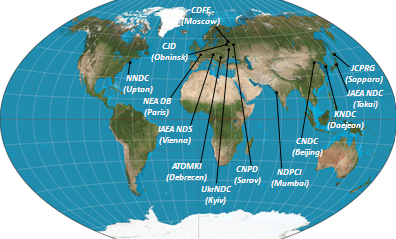 CDFE
(Moscow)
CJD
(Obninsk)
JCPRG
(Sapporo)
NNDC
(Upton)
JAEA NDC
(Tokai)
NEA DB
(Paris)
KNDC
(Daejeon)
IAEA NDS
(Vienna)
CNDC
(Beijing)
ATOMKI
(Debrecen)
CNPD
(Sarov)
NDPCI
(Mumbai)
UkrNDC
(Kyiv)